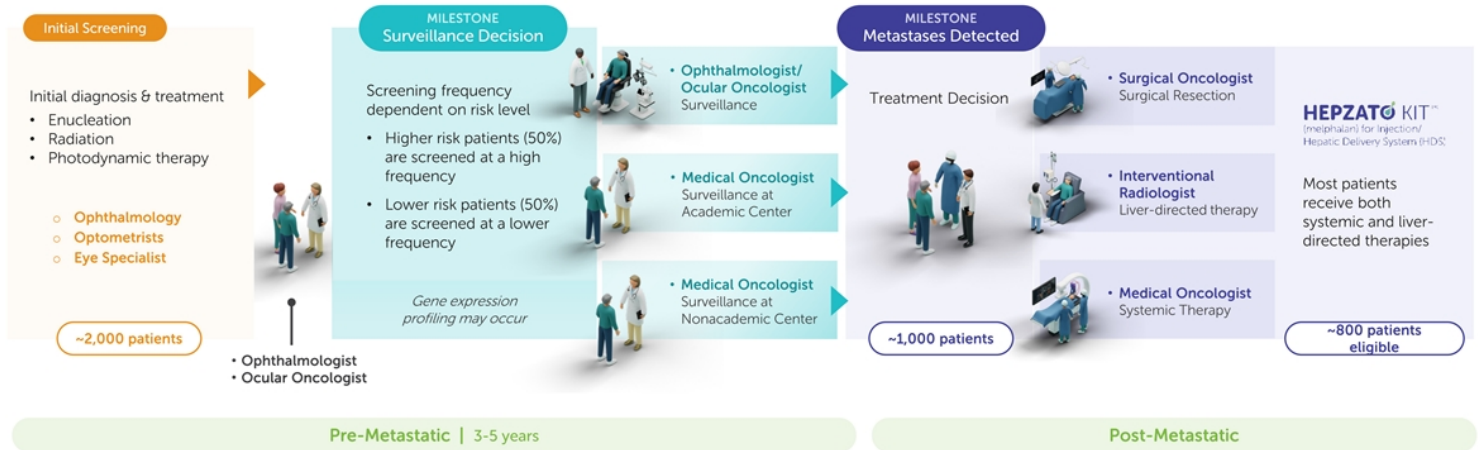 Initial Screening
Initial diagnosis & treatment
• Enucleation
• Radiation
• Photodynamic therapy
o Ophthalmology
o Optometrists
o Eye Specialist
~2,000 patients
• Ophthalmologist
• Ocular Oncologist
MILESTONE
Surveillance Decision
Screening frequency
dependent on risk level
• Higher risk patients (50%)
are screened at a high
frequency
• Lower risk patients (50%)
are screened at a lower
frequency
Gene expression
profiling may occur
• Ophthalmologist/
Ocular Oncologist
Surveillance
• Medical Oncologist
Surveillance at
Academic Center
• Medical Oncologist
Surveillance at
Nonacademic Center
MILESTONE
Metastases Detected
Treatment Decision
~1,000 patients
• Surgical Oncologist
Surgical Resection
• Interventional
Radiologist
Liver-directed therapy
• Medical Oncologist
Systemic Therapy
HEPZATO KIT
(melphalan) for Injection/
Hepatic Delivery System (HDS)
Most patients
receive both
systemic and liver-
directed therapies
~800 patients
eligible
Pre-Metastatic | 3-5 years
Post-Metastatic